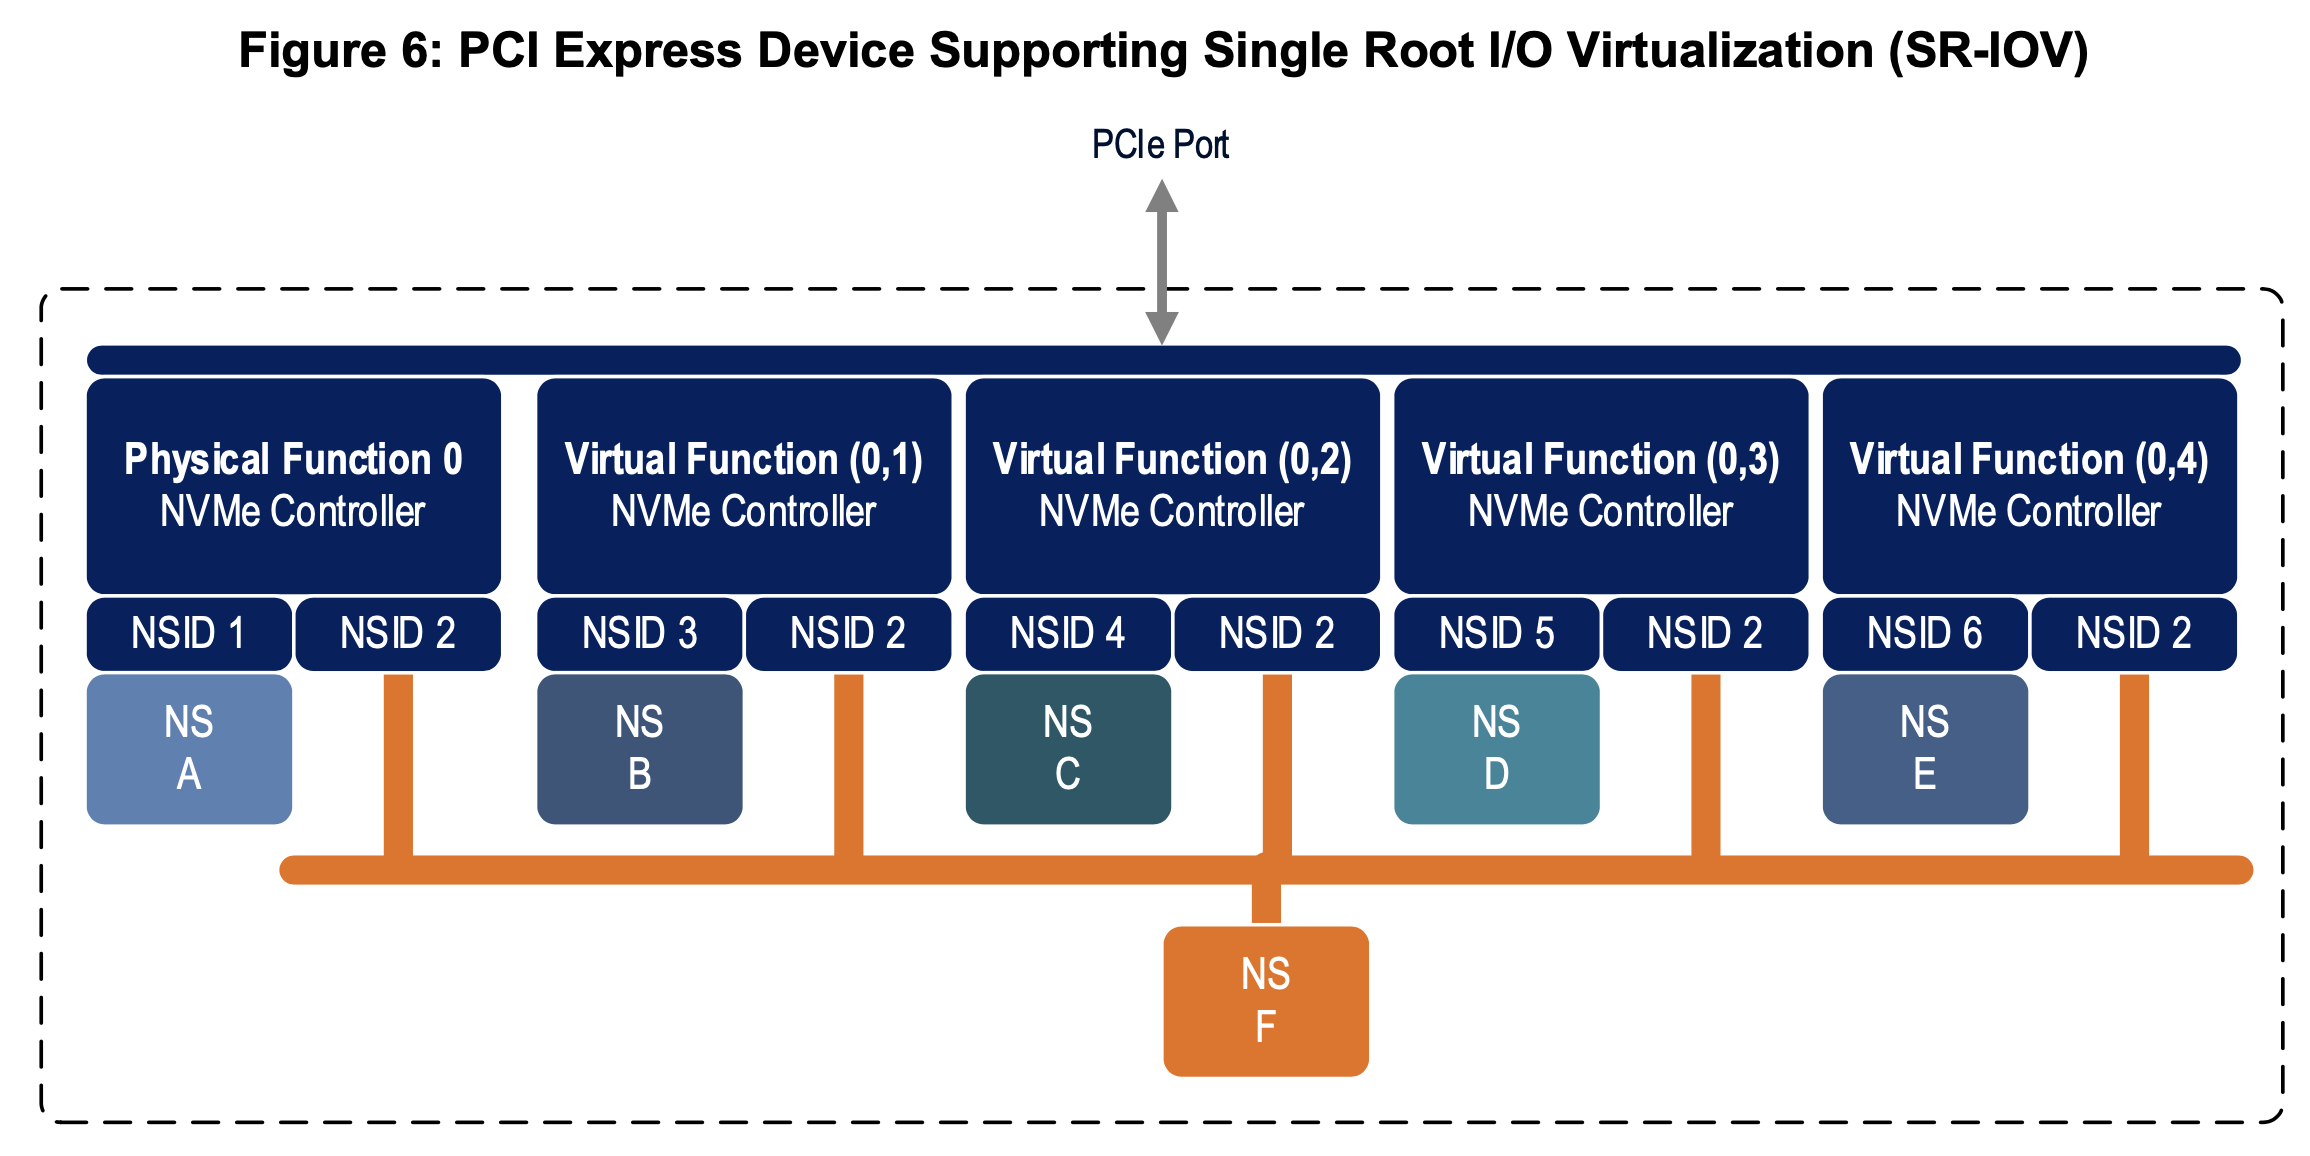 Figure 6: PCI Express Device Supporting Single Root I/O Virtualization (SR-IOV)
PCIe Port
Physical Function 0
NVMe Controller
Virtual Function (0,1)
NVMe Controller
Virtual Function (0,2)
NVMe Controller
Virtual Function (0,3)
NVMe Controller
Virtual Function (0,4)
NVMe Controller
NSID 1
NSID 2
NSID 3
NSID 2
NSID 4
NSID 2
NSID 5
NSID 2
NSID 6
NSID 2
NS
A
NS
B
NS
C
NS
D
NS
E
NS
F